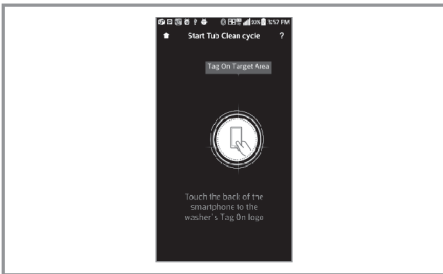 Start Tub Clean cycle ?
Tag On Target Area
Touch the back of the
smartphone to the
washer's Tag On logo